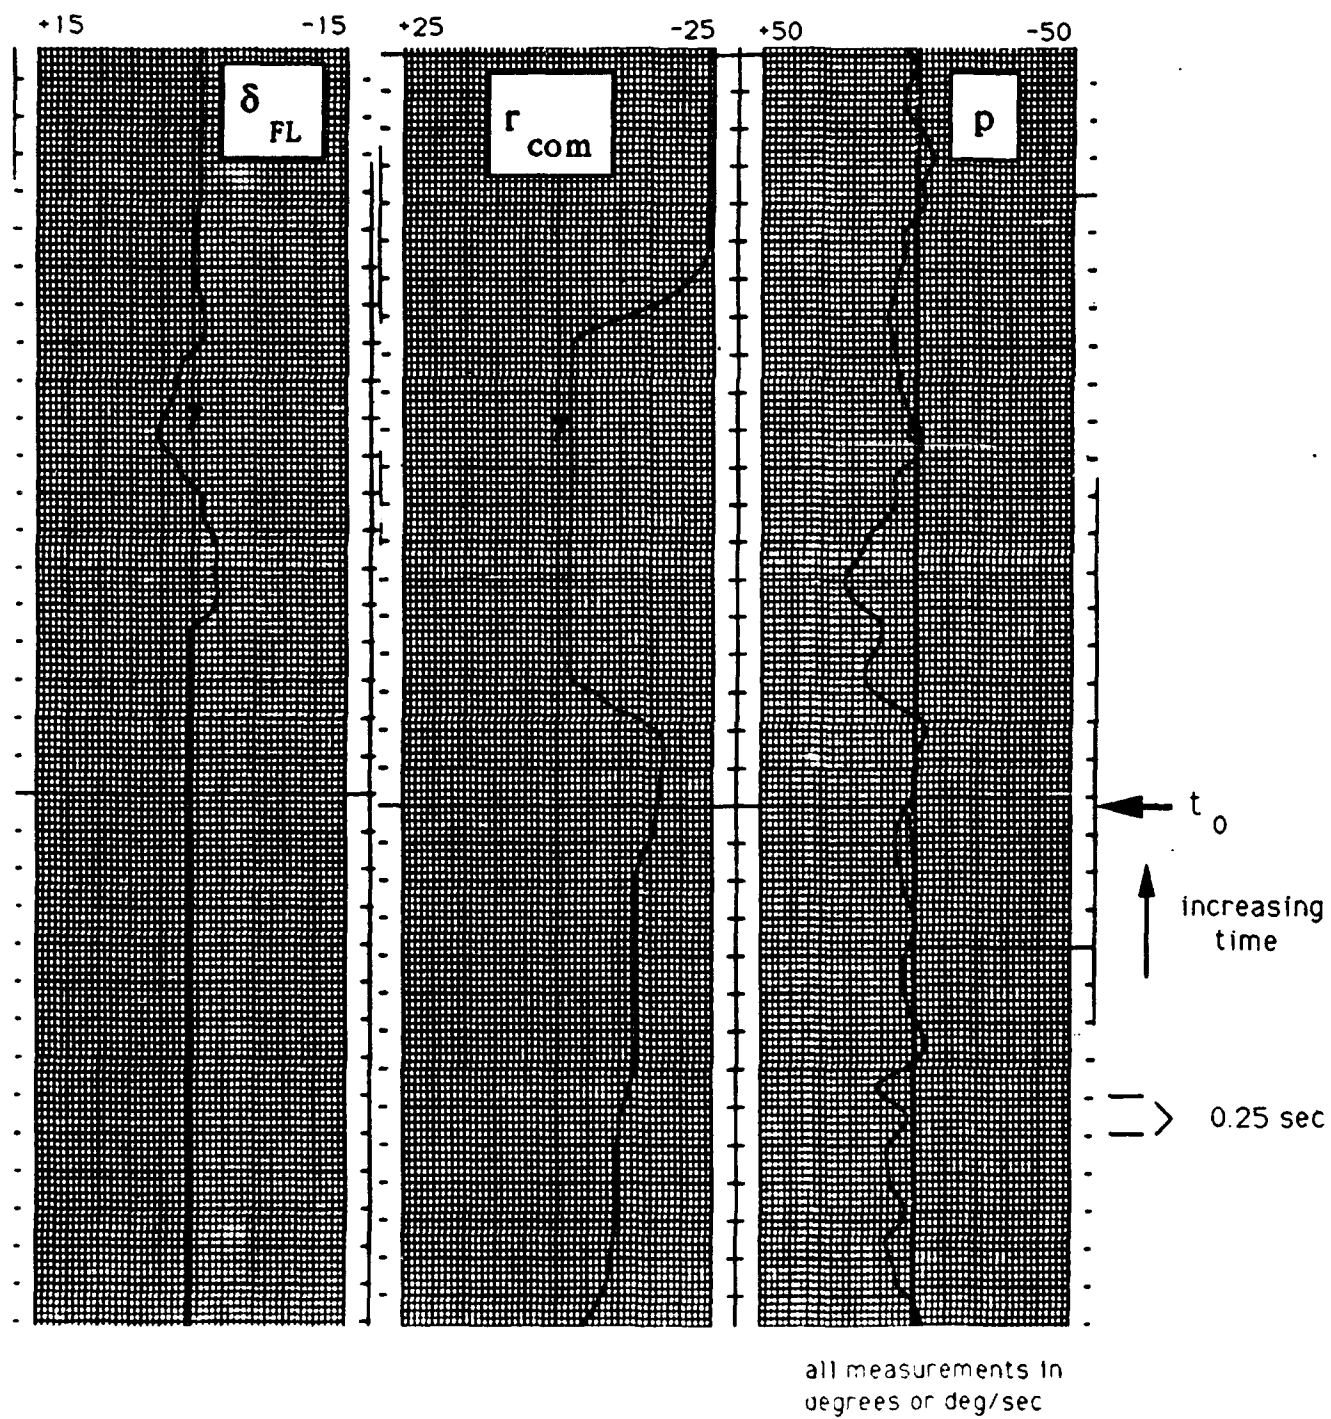 +15 -15 +25 -25 +50 -50
δ FL
r com
p
t 0
increasing
time
0.25 sec
all measurements in
degrees or deg/sec